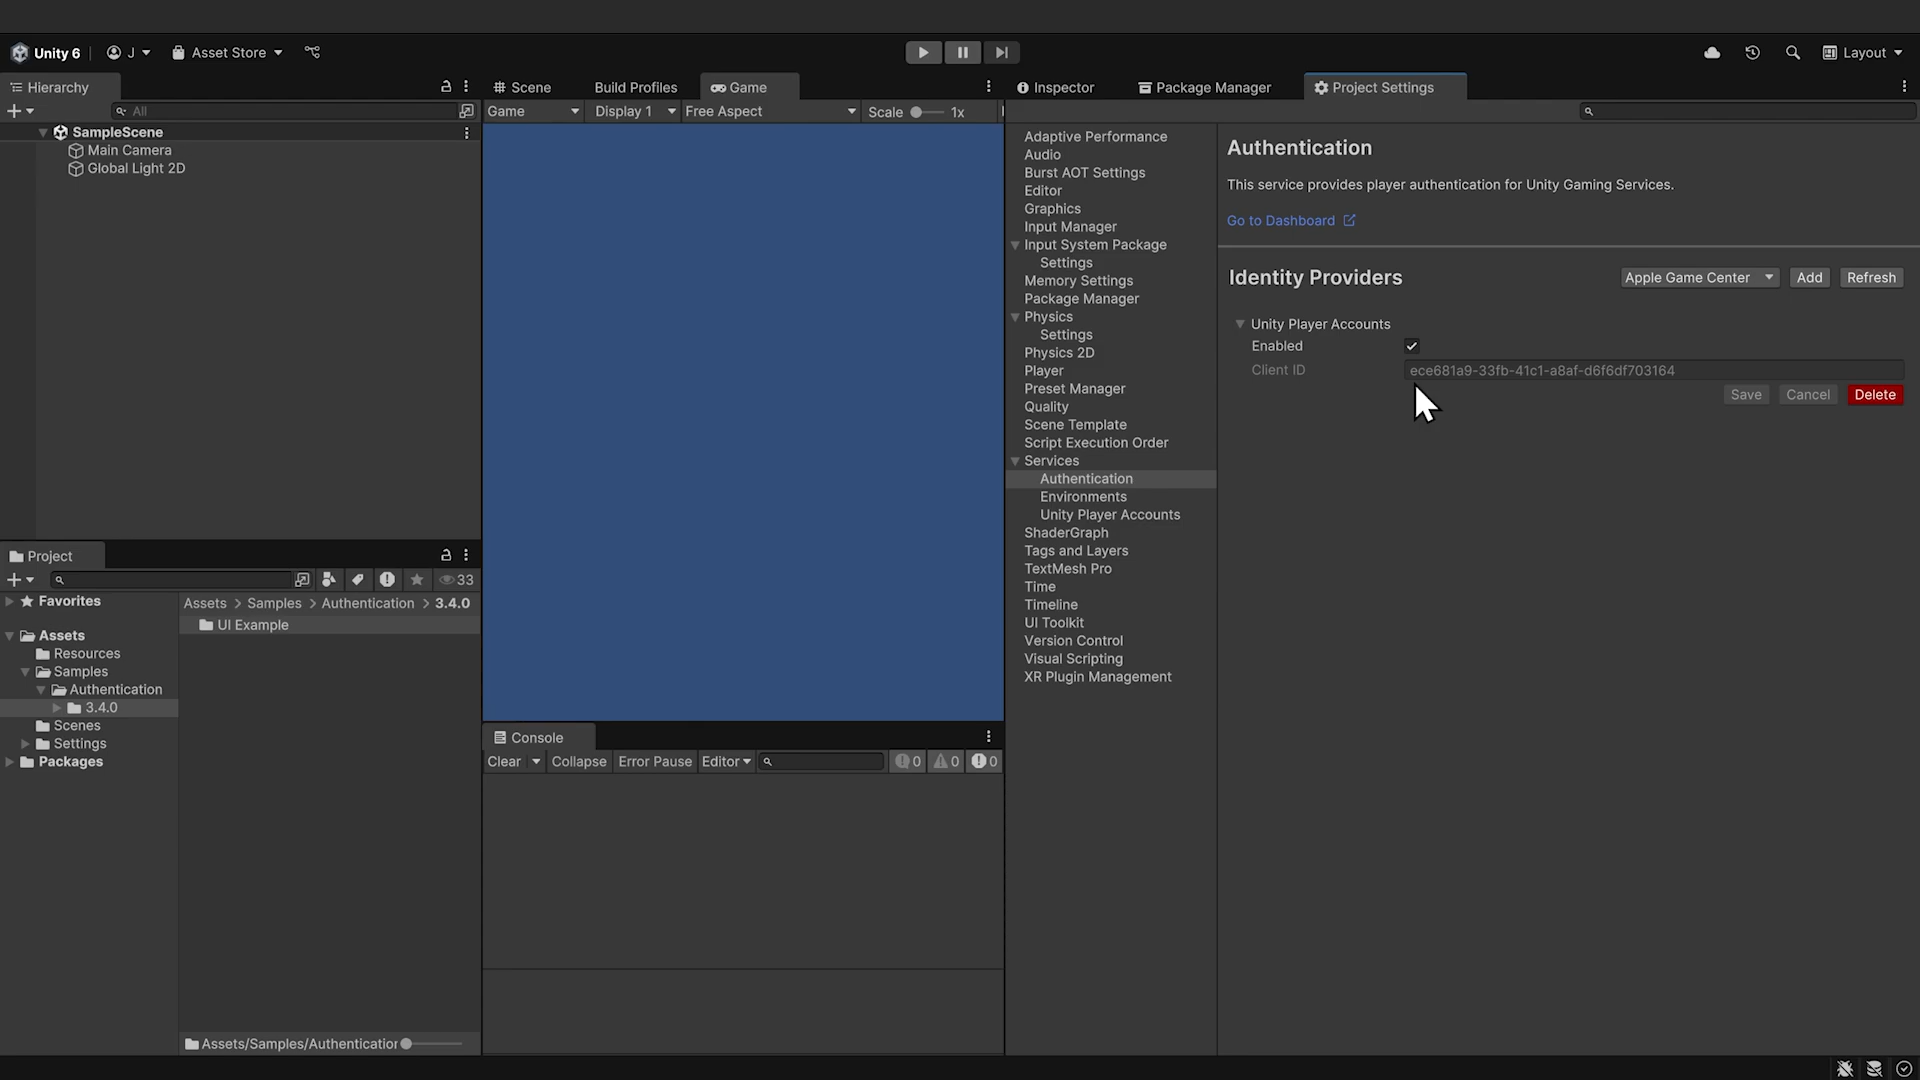 Unity 6
J
Asset Store
Layout
Hierarchy
All
SampleScene
Main Camera
Global Light 2D
Scene
Build Profiles
Game
Game
Display 1
Free Aspect
Scale
1x
Inspector
Package Manager
Project Settings
Adaptive Performance
Audio
Burst AOT Settings
Editor
Graphics
Input Manager
Input System Package
Settings
Memory Settings
Package Manager
Physics
Settings
Physics 2D
Player
Preset Manager
Quality
Scene Template
Script Execution Order
Services
Authentication
Environments
Unity Player Accounts
ShaderGraph
Tags and Layers
TextMesh Pro
Time
Timeline
UI Toolkit
Version Control
Visual Scripting
XR Plugin Management
Authentication
This service provides player authentication for Unity Gaming Services.
Go to Dashboard
Identity Providers
Apple Game Center
Add
Refresh
Unity Player Accounts
Enabled
Client ID
ece681a9-33fb-41c1-a8af-d6f6df703164
Save
Cancel
Delete
Project
33
Favorites
Assets
Resources
Samples
Authentication
3.4.0
Scenes
Settings
Packages
Assets > Samples > Authentication > 3.4.0
UI Example
Assets/Samples/Authentication
Console
Clear
Collapse
Error Pause
Editor
0
0
0